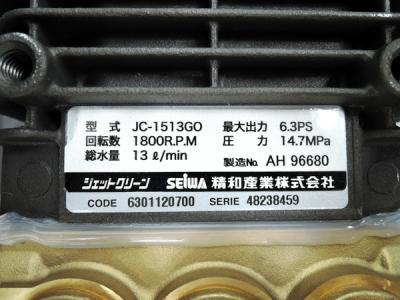 型 式 JC-1513GO 最大出力 6.3PS
回転数 1800R.P.M 圧 力 14.7MPa
総水量 13 ℓ/min 製造No. AH 96680
ジェットクリーン SEIWA 精和産業株式会社
CODE 6301120700 SERIE 48238459